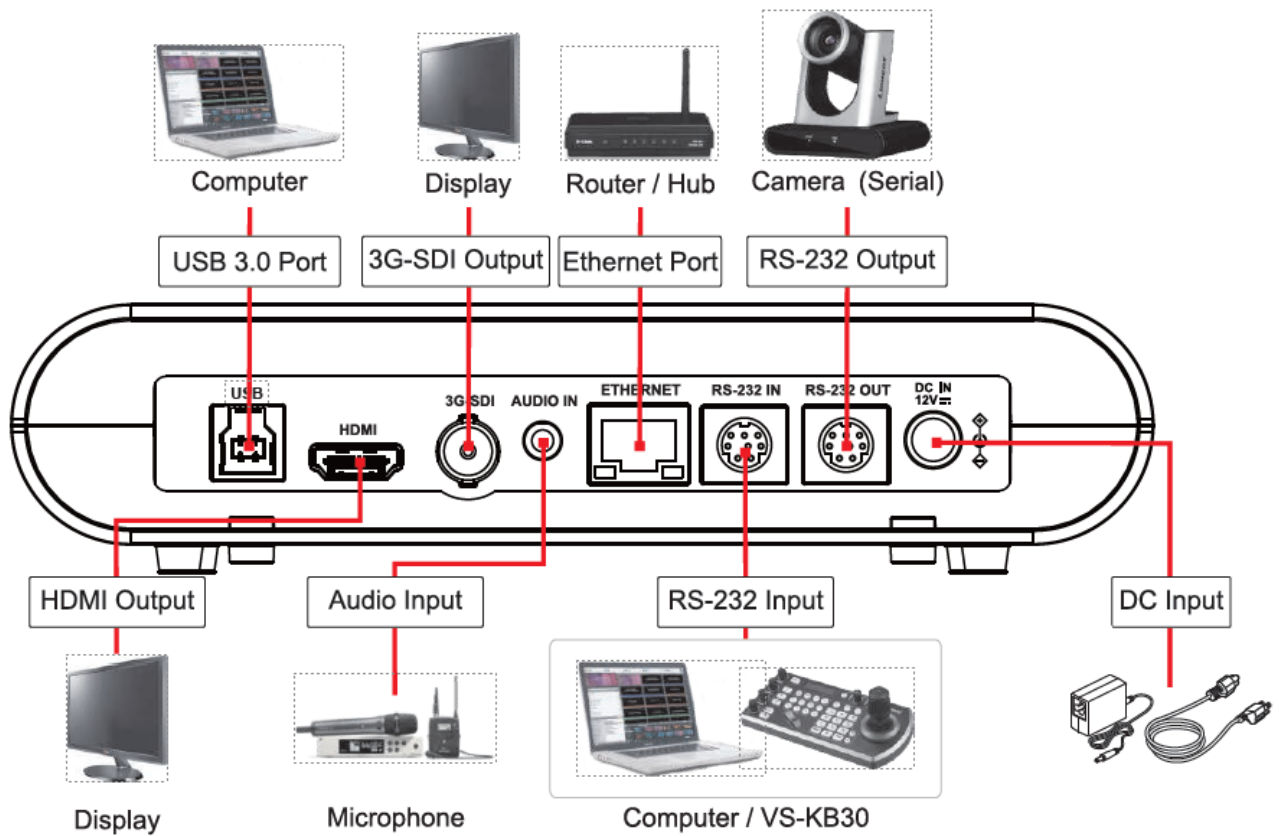 Computer
Display
Router / Hub
Camera (Serial)
USB 3.0 Port
3G-SDI Output
Ethernet Port
RS-232 Output
USB
HDMI
3G-SDI
AUDIO IN
ETHERNET
RS-232 IN
RS-232 OUT
DC IN
12V
HDMI Output
Audio Input
RS-232 Input
DC Input
Display
Microphone
Computer / VS-KB30